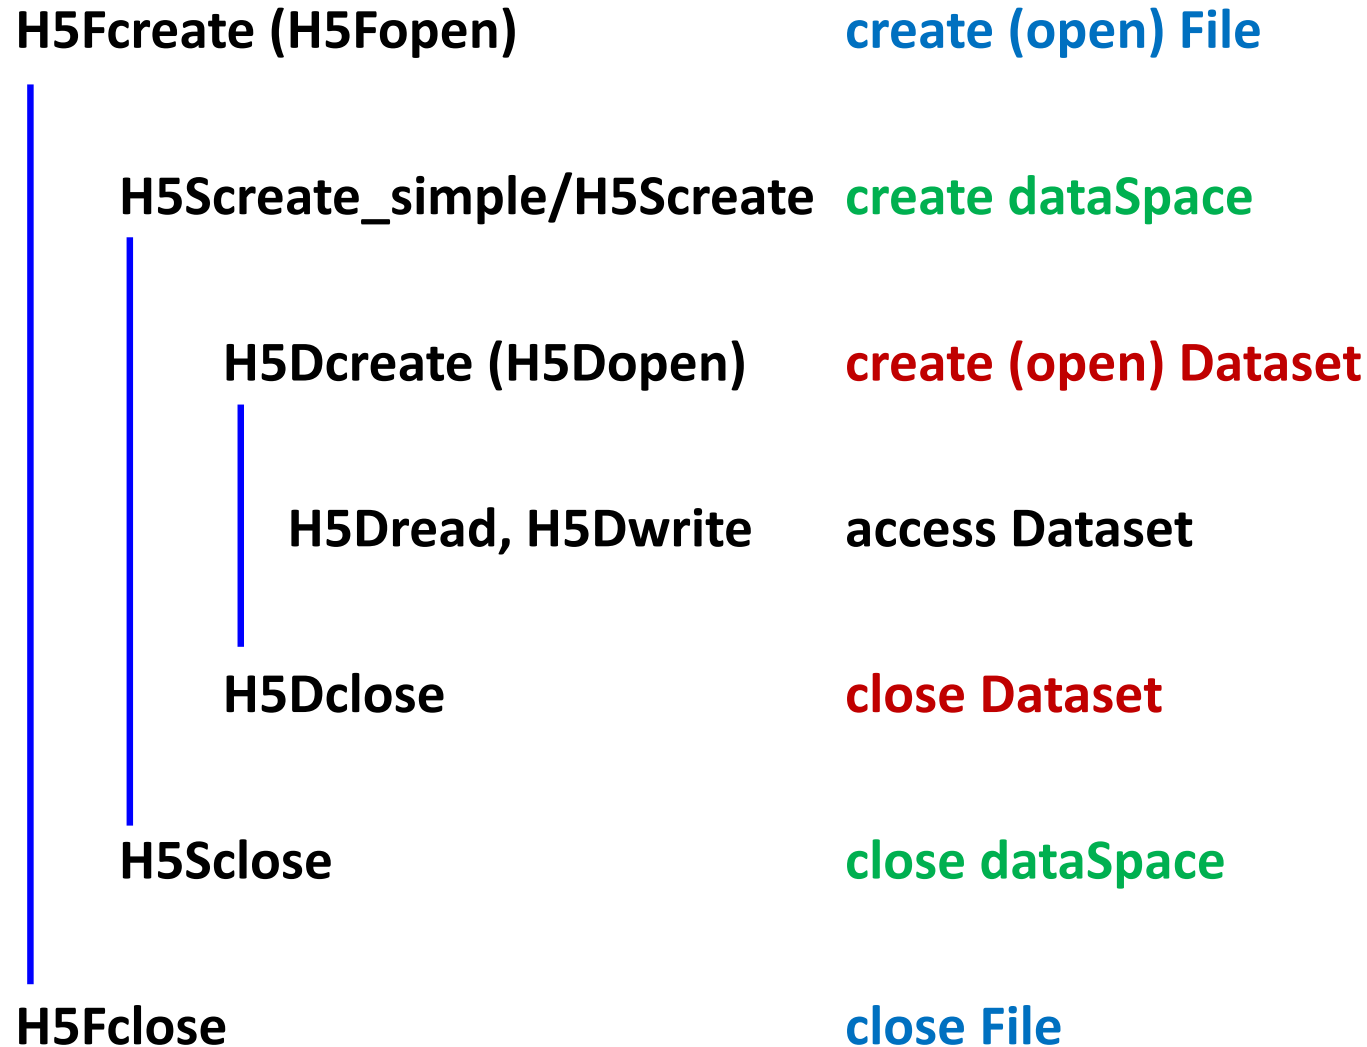 H5Fcreate (H5Fopen) create (open) File
H5Screate_simple/H5Screate create dataSpace
H5Dcreate (H5Dopen) create (open) Dataset
H5Dread, H5Dwrite access Dataset
H5Dclose close Dataset
H5Sclose close dataSpace
H5Fclose close File